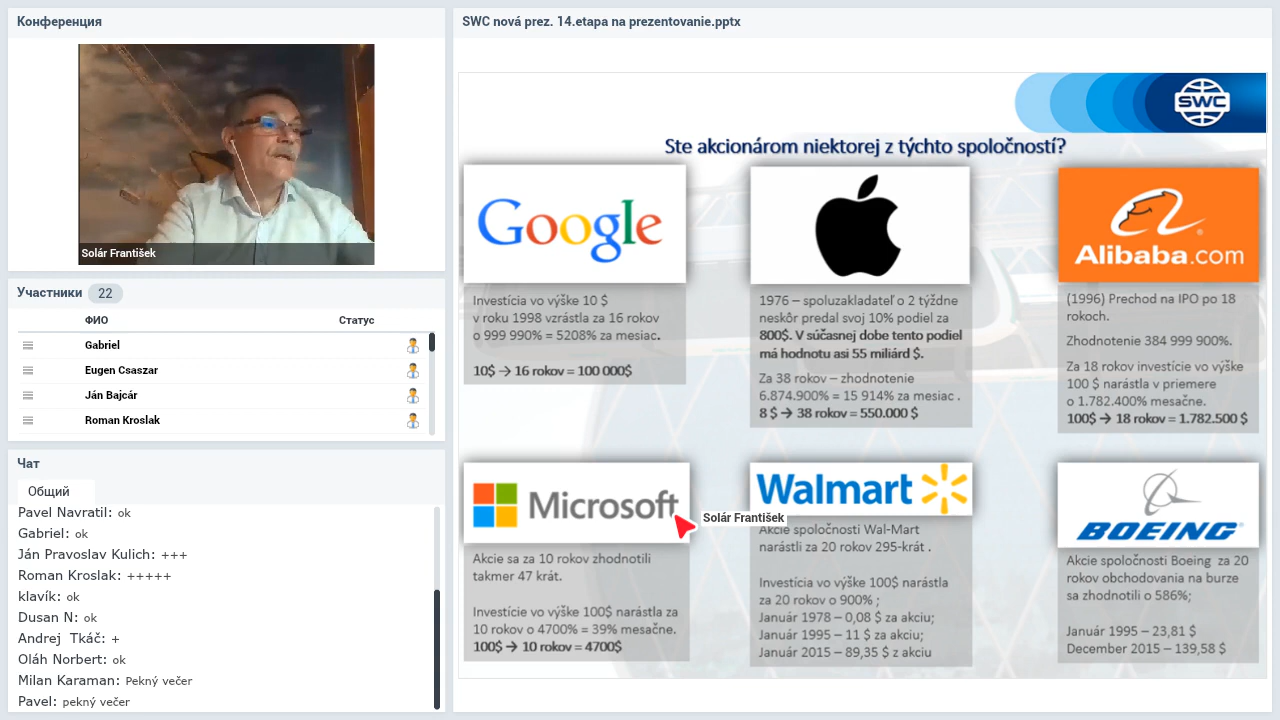 Конференция
Solár František
Участники 22
ФИО Статус
Gabriel
Eugen Csaszar
Ján Bajcár
Roman Kroslak
Чат
Общий
Pavel Navratil: ok
Gabriel: ok
Ján Pravoslav Kulich: +++
Roman Kroslak: +++++
klavík: ok
Dusan N: ok
Andrej Tkáč: +
Oláh Norbert: ok
Milan Karaman: Pekný večer
Pavel: pekný večer
SWC nová prez. 14.etapa na prezentovanie.pptx
SWC
Ste akcionárom niektorej z týchto spoločností?
Google
Investícia vo výške 10 $
v roku 1998 vzrástla za 16 rokov
o 999 990% = 5208% za mesiac.
10$ → 16 rokov = 100 000$
1976 – spoluzakladateľ o 2 týždne
neskôr predal svoj 10% podiel za
800$. V súčasnej dobe tento podiel
má hodnotu asi 55 miliárd $.
Za 38 rokov – zhodnotenie
6.874.900% = 15 914% za mesiac .
8 $ → 38 rokov = 550.000 $
Alibaba.com
(1996) Prechod na IPO po 18
rokoch.
Zhodnotenie 384 999 900%.
Za 18 rokov investície vo výške
100 $ narástla v priemere
o 1.782.400% mesačne.
100$ → 18 rokov = 1.782.500 $
Microsoft
Solár František
Akcie sa za 10 rokov zhodnotili
takmer 47 krát.
Investície vo výške 100$ narástla za
10 rokov o 4700% = 39% mesačne.
100$ → 10 rokov = 4700$
Walmart
Akcie spoločnosti Wal-Mart
narástli za 20 rokov 295-krát .
Investícia vo výške 100$ narástla
za 20 rokov o 900% ;
Január 1978 – 0,08 $ za akciu;
Január 1995 – 11 $ za akciu;
Január 2015 – 89,35 $ z akciu
BOEING
Akcie spoločnosti Boeing za 20
rokov obchodovania na burze
sa zhodnotili o 586%;
Január 1995 – 23,81 $
December 2015 – 139,58 $